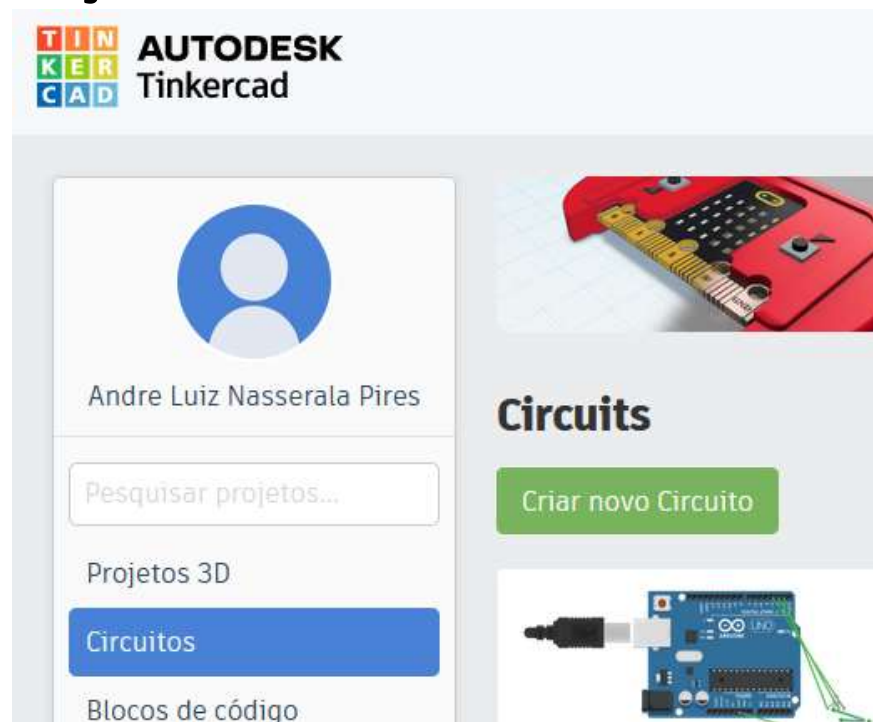 TIN
KER
CAD
AUTODESK
Tinkercad
Andre Luiz Nasserala Pires
Pesquisar projetos...
Projetos 3D
Circuitos
Blocos de código
Circuits
Criar novo Circuito
UNO